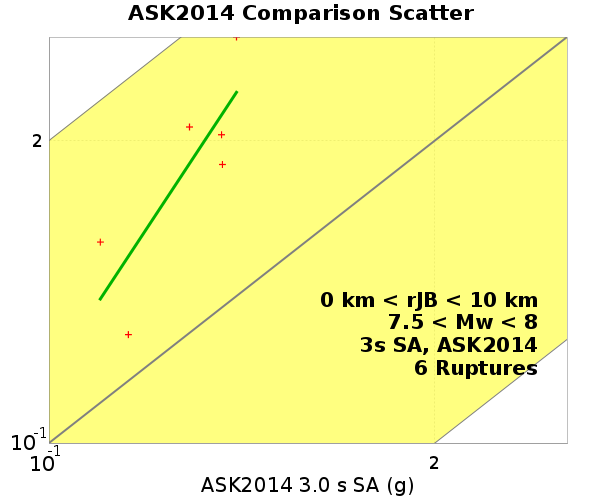 ASK2014 Comparison Scatter
2
0 km < rJB < 10 km
7.5 < Mw < 8
3s SA, ASK2014
6 Ruptures
10-1
10-1
2
ASK2014 3.0 s SA (g)